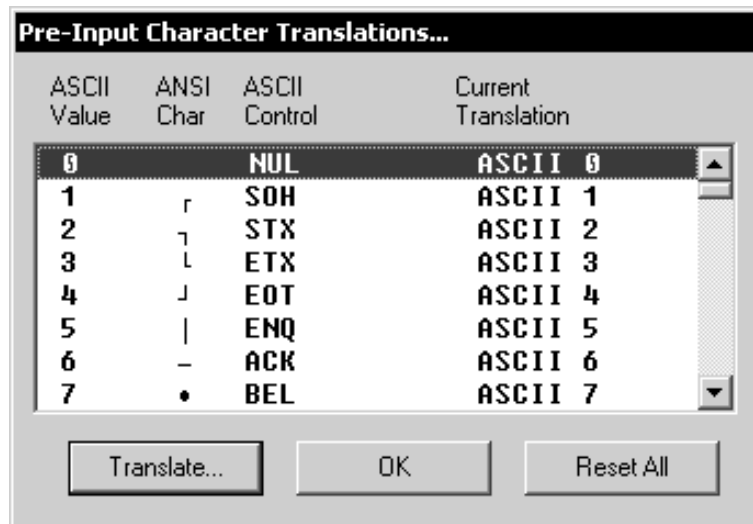 Pre-Input Character Translations...
ASCII Value ANSI Char ASCII Control Current Translation
0 NUL ASCII 0
1 ┌ SOH ASCII 1
2 ┐ STX ASCII 2
3 └ ETX ASCII 3
4 ┘ EOT ASCII 4
5 │ ENQ ASCII 5
6 – ACK ASCII 6
7 • BEL ASCII 7
Translate... OK Reset All